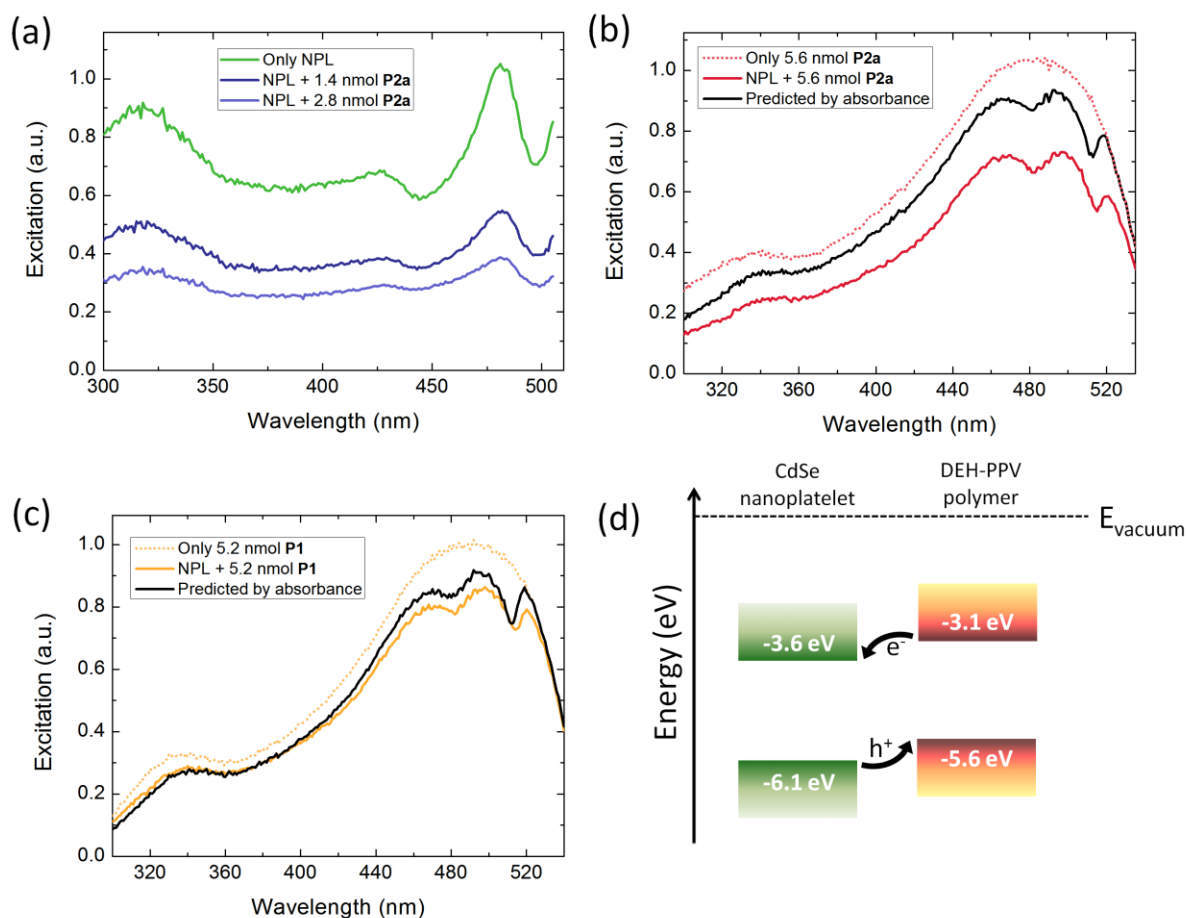 (a)
Only NPL
NPL + 1.4 nmol P2a
NPL + 2.8 nmol P2a
Excitation (a.u.)
1.0
0.8
0.6
0.4
0.2
0.0
300 350 400 450 500
Wavelength (nm)
(b)
Only 5.6 nmol P2a
NPL + 5.6 nmol P2a
Predicted by absorbance
Excitation (a.u.)
1.0
0.8
0.6
0.4
0.2
0.0
320 360 400 440 480 520
Wavelength (nm)
(c)
Only 5.2 nmol P1
NPL + 5.2 nmol P1
Predicted by absorbance
Excitation (a.u.)
1.0
0.8
0.6
0.4
0.2
0.0
320 360 400 440 480 520
Wavelength (nm)
(d)
CdSe
nanoplatelet
DEH-PPV
polymer
Evacuum
Energy (eV)
-3.6 eV
e-
-3.1 eV
-6.1 eV
h+
-5.6 eV